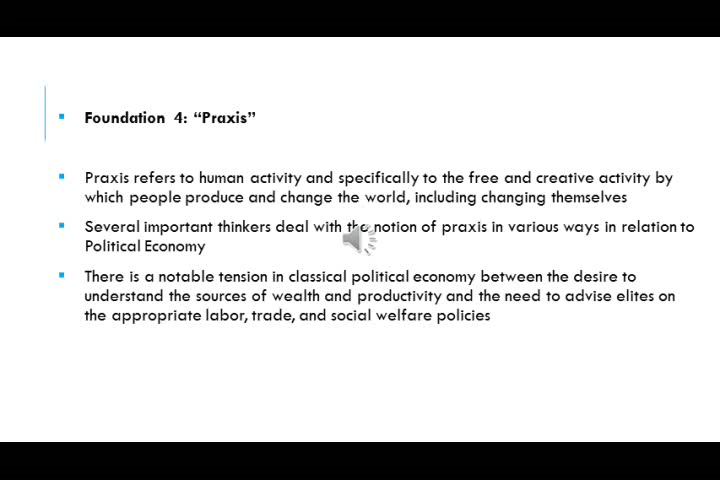 Foundation 4: “Praxis”
Praxis refers to human activity and specifically to the free and creative activity by
which people produce and change the world, including changing themselves
Several important thinkers deal with the notion of praxis in various ways in relation to
Political Economy
There is a notable tension in classical political economy between the desire to
understand the sources of wealth and productivity and the need to advise elites on
the appropriate labor, trade, and social welfare policies